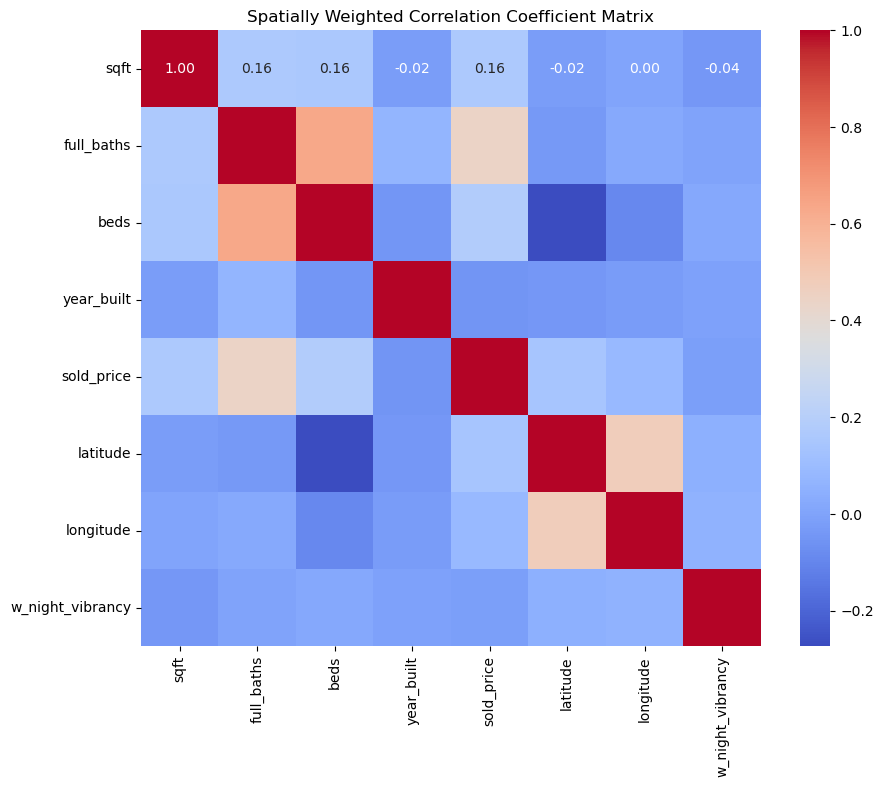 Spatially Weighted Correlation Coefficient Matrix
sqft 1.00 0.16 0.16 -0.02 0.16 -0.02 0.00 -0.04
full_baths
beds
year_built
sold_price
latitude
longitude
w_night_vibrancy
sqft full_baths beds year_built sold_price latitude longitude w_night_vibrancy
1.0
0.8
0.6
0.4
0.2
0.0
−0.2